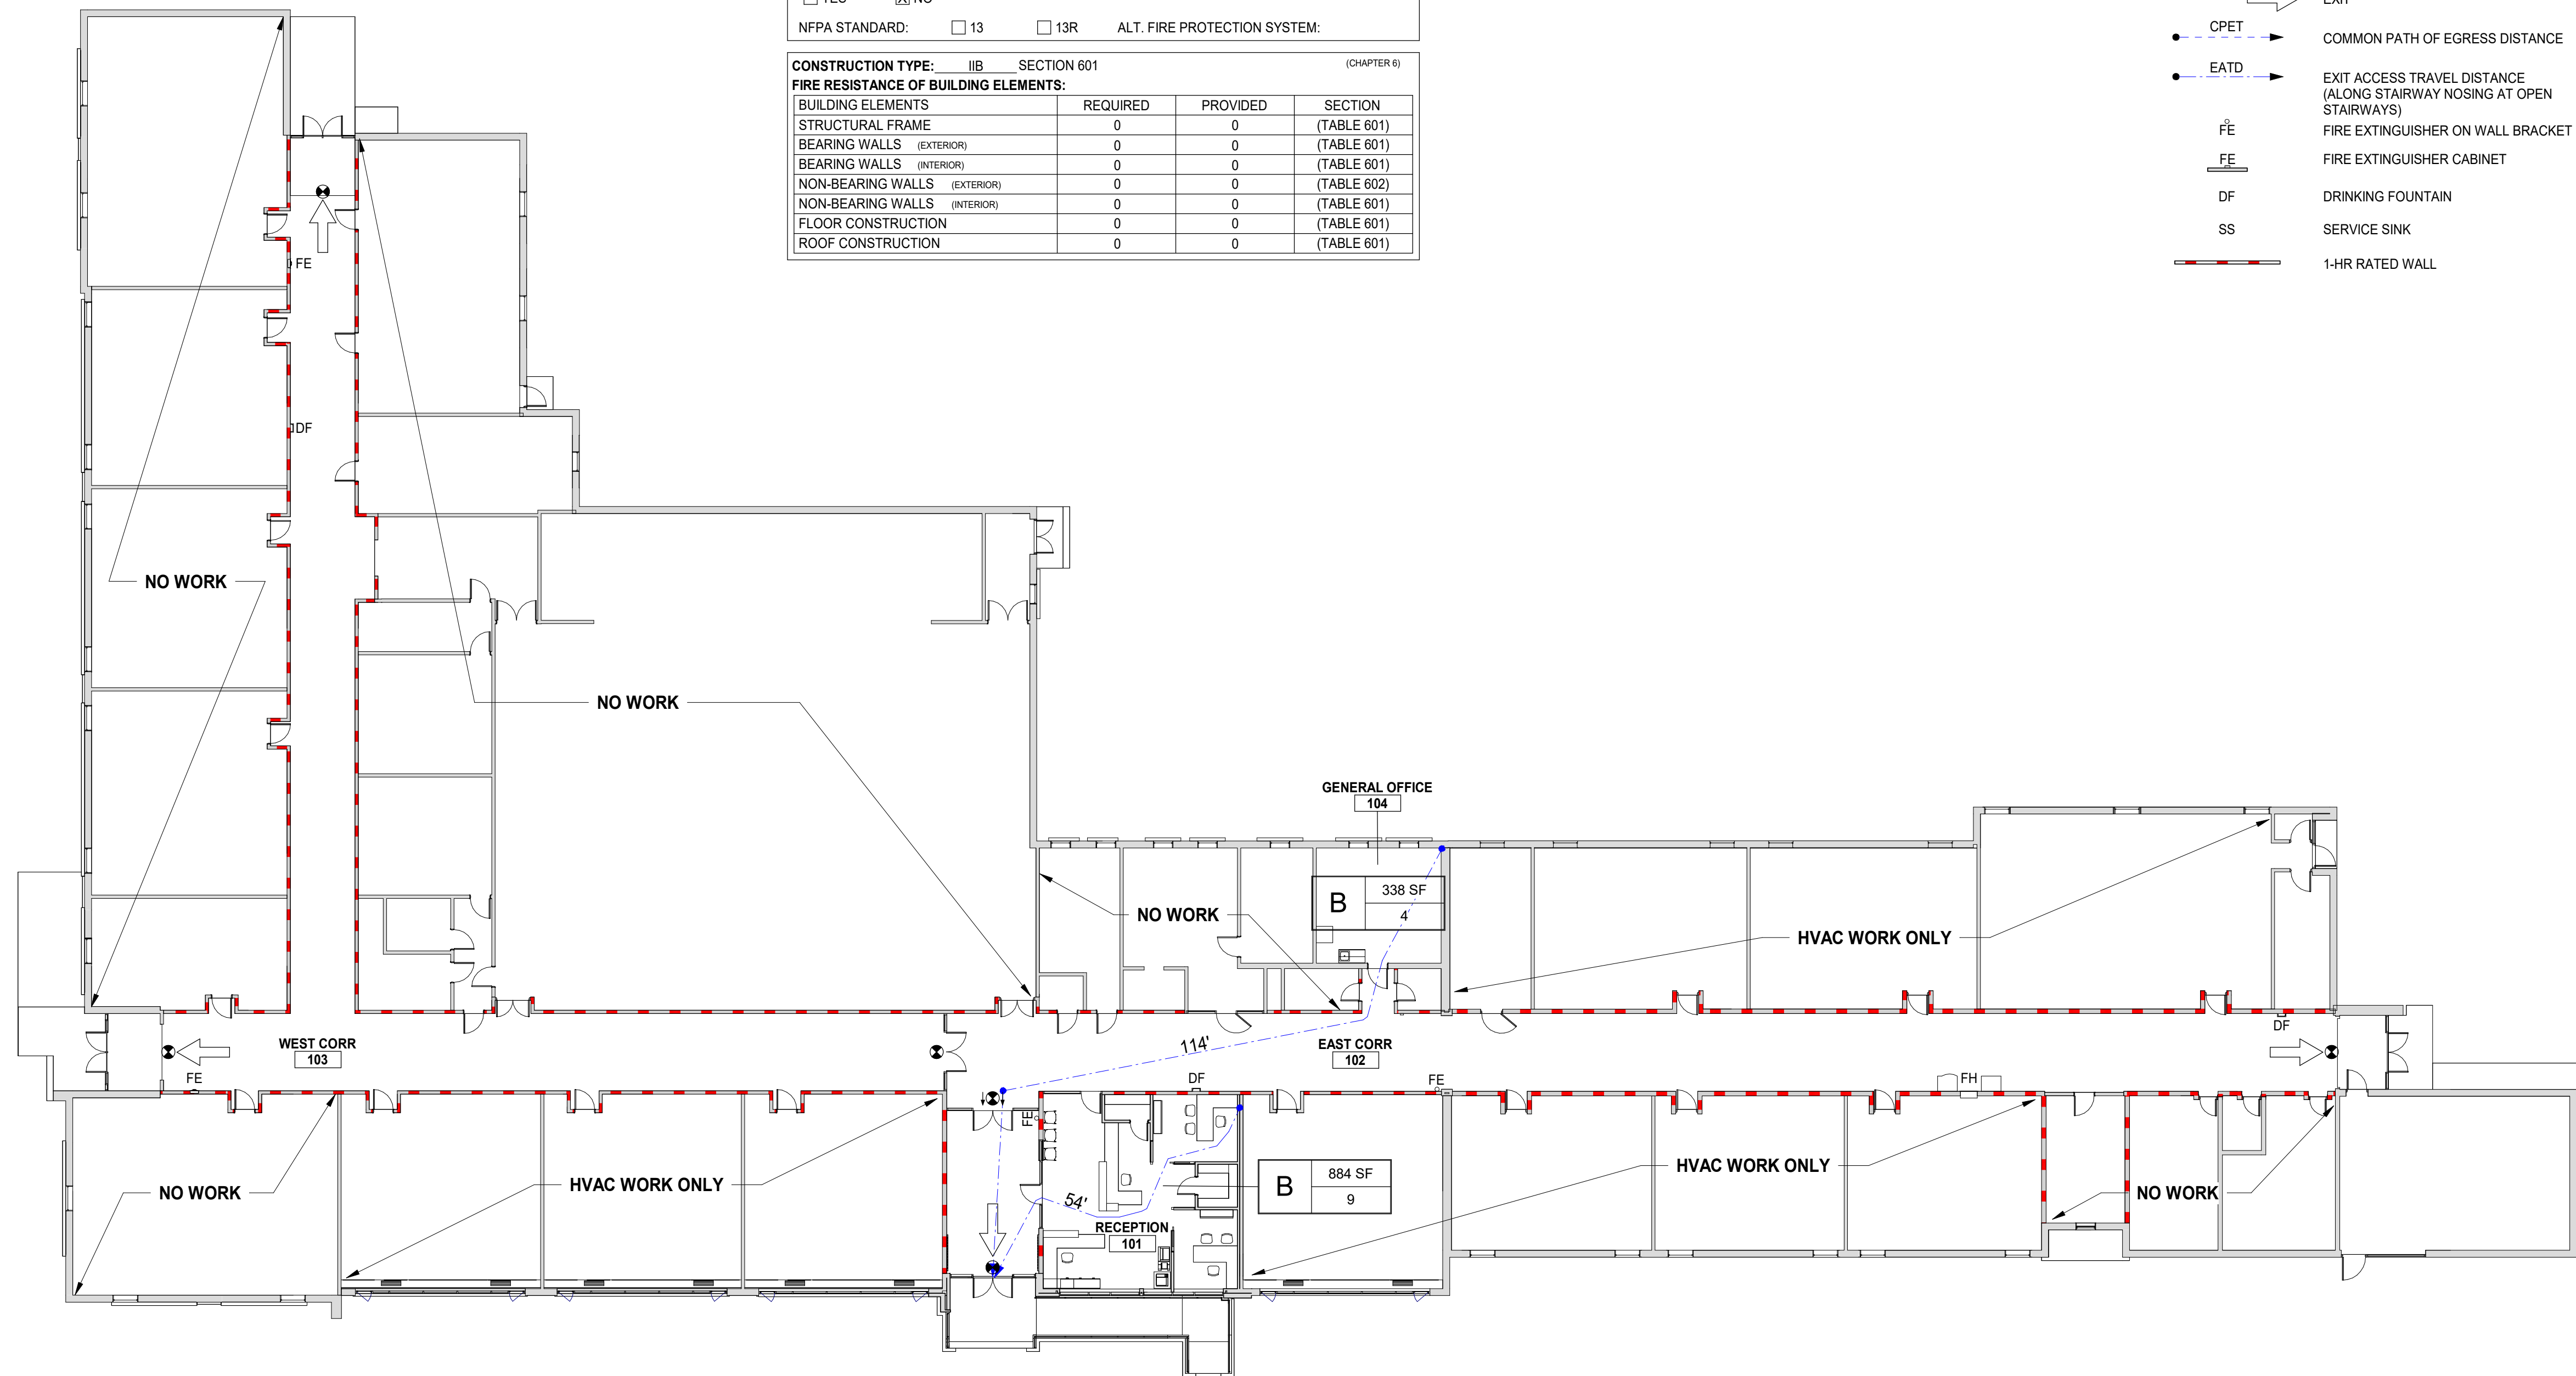 YES X NO
NFPA STANDARD: 13 13R ALT. FIRE PROTECTION SYSTEM:
CONSTRUCTION TYPE: IIB SECTION 601 (CHAPTER 6)
FIRE RESISTANCE OF BUILDING ELEMENTS:
BUILDING ELEMENTS REQUIRED PROVIDED SECTION
STRUCTURAL FRAME 0 0 (TABLE 601)
BEARING WALLS (EXTERIOR) 0 0 (TABLE 601)
BEARING WALLS (INTERIOR) 0 0 (TABLE 601)
NON-BEARING WALLS (EXTERIOR) 0 0 (TABLE 602)
NON-BEARING WALLS (INTERIOR) 0 0 (TABLE 601)
FLOOR CONSTRUCTION 0 0 (TABLE 601)
ROOF CONSTRUCTION 0 0 (TABLE 601)
EXIT
CPET COMMON PATH OF EGRESS DISTANCE
EATD EXIT ACCESS TRAVEL DISTANCE
(ALONG STAIRWAY NOSING AT OPEN
STAIRWAYS)
FE FIRE EXTINGUISHER ON WALL BRACKET
FE FIRE EXTINGUISHER CABINET
DF DRINKING FOUNTAIN
SS SERVICE SINK
1-HR RATED WALL
FE
DF
NO WORK
NO WORK
GENERAL OFFICE
104
B 338 SF
4
NO WORK
HVAC WORK ONLY
WEST CORR
103
FE
114'
EAST CORR
102
DF
DF
FE
FH
FE
NO WORK
HVAC WORK ONLY
54'
RECEPTION
101
B 884 SF
9
HVAC WORK ONLY
NO WORK